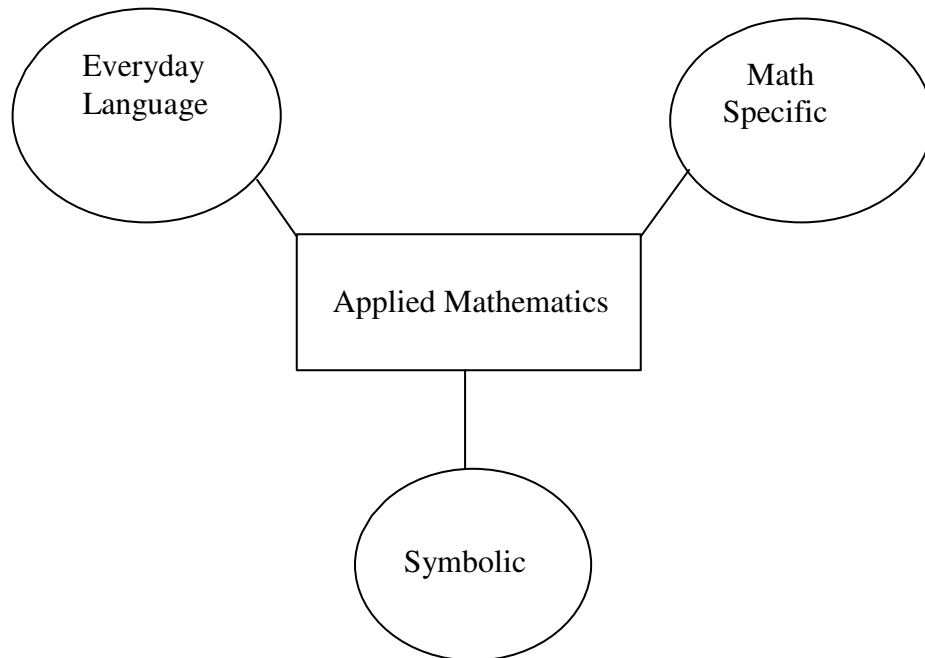 Everyday
Language
Math
Specific
Applied Mathematics
Symbolic